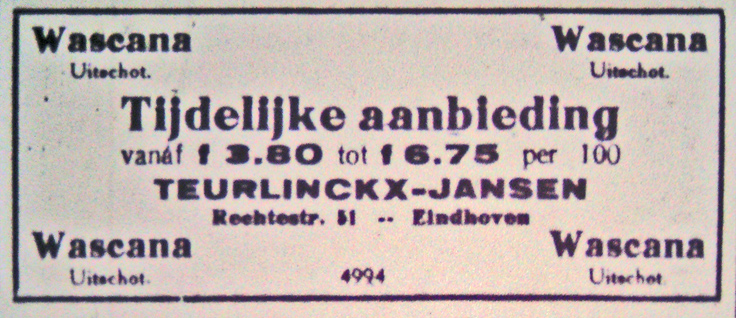 Wascana Wascana
Uitschot. Uitschot.
Tijdelijke aanbieding
vanáf f 3.80 tot f 6.75 per 100
TEURLINCKX-JANSEN
Rechtestr. 51 -- Eindhoven
Wascana Wascana
Uitschot. 4994 Uitschot.